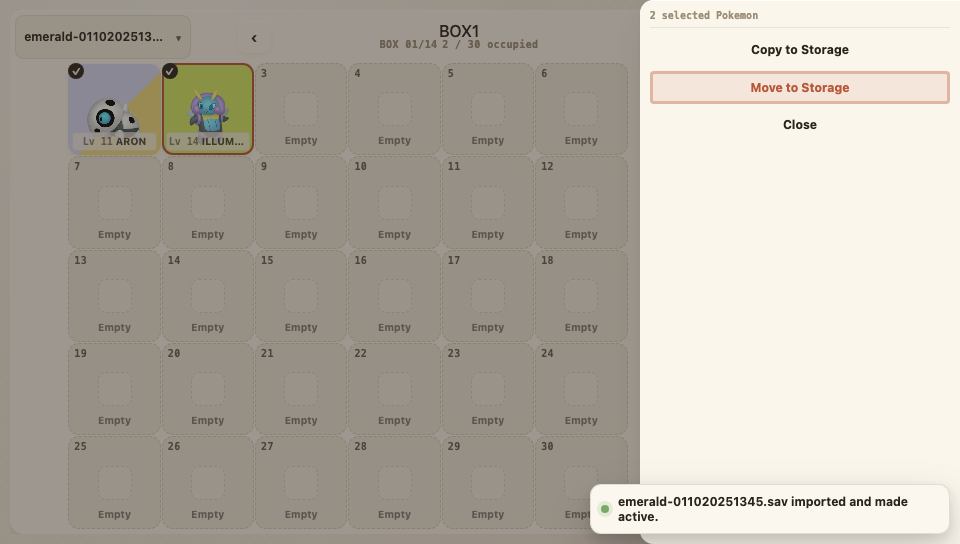 emerald-0110202513...
‹
BOX1
BOX 01/14 2 / 30 occupied
Lv 11 ARON
Lv 14 ILLUM...
3
Empty
4
Empty
5
Empty
6
Empty
7
Empty
8
Empty
9
Empty
10
Empty
11
Empty
12
Empty
13
Empty
14
Empty
15
Empty
16
Empty
17
Empty
18
Empty
19
Empty
20
Empty
21
Empty
22
Empty
23
Empty
24
Empty
25
Empty
26
Empty
27
Empty
28
Empty
29
Empty
30
2 selected Pokemon
Copy to Storage
Move to Storage
Close
emerald-011020251345.sav imported and made
active.